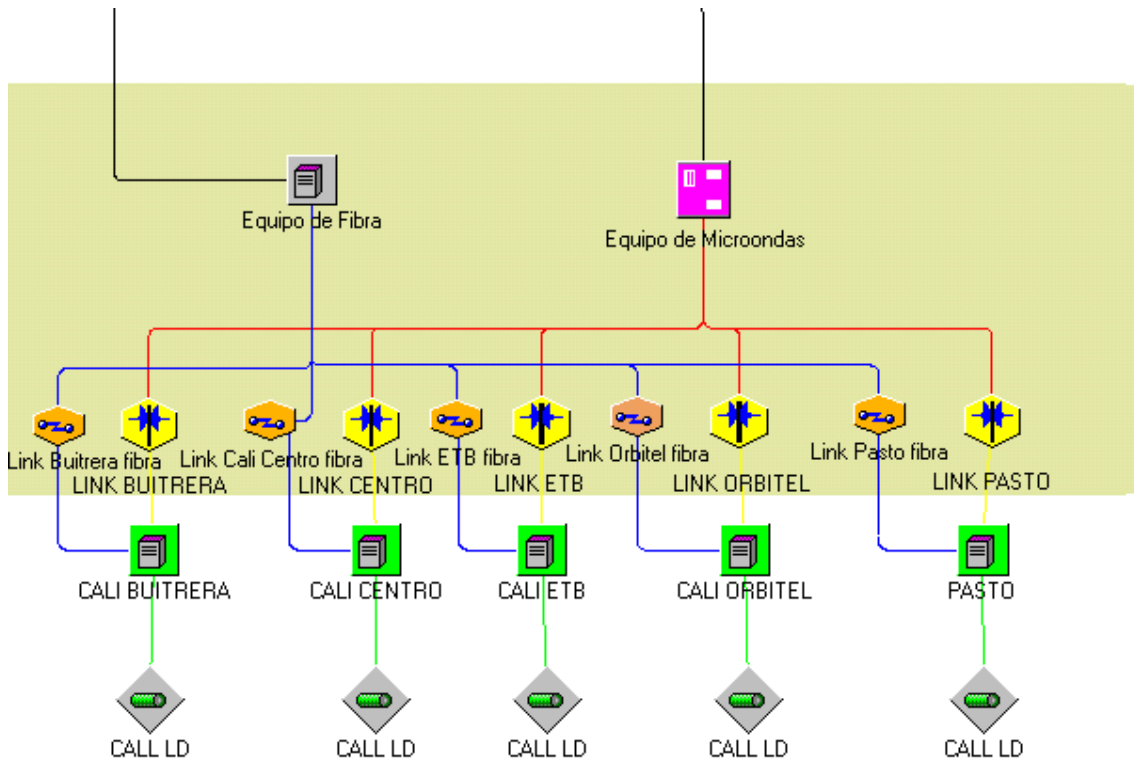 Equipo de Fibra
Equipo de Microondas
Link Buitrera fibra
Link Cali Centro fibra
Link ETB fibra
Link Orbitel fibra
Link Pasto fibra
LINK BUITRERA
LINK CENTRO
LINK ETB
LINK ORBITEL
LINK PASTO
CALI BUITRERA
CALI CENTRO
CALI ETB
CALI ORBITEL
PASTO
CALL LD
CALL LD
CALL LD
CALL LD
CALL LD